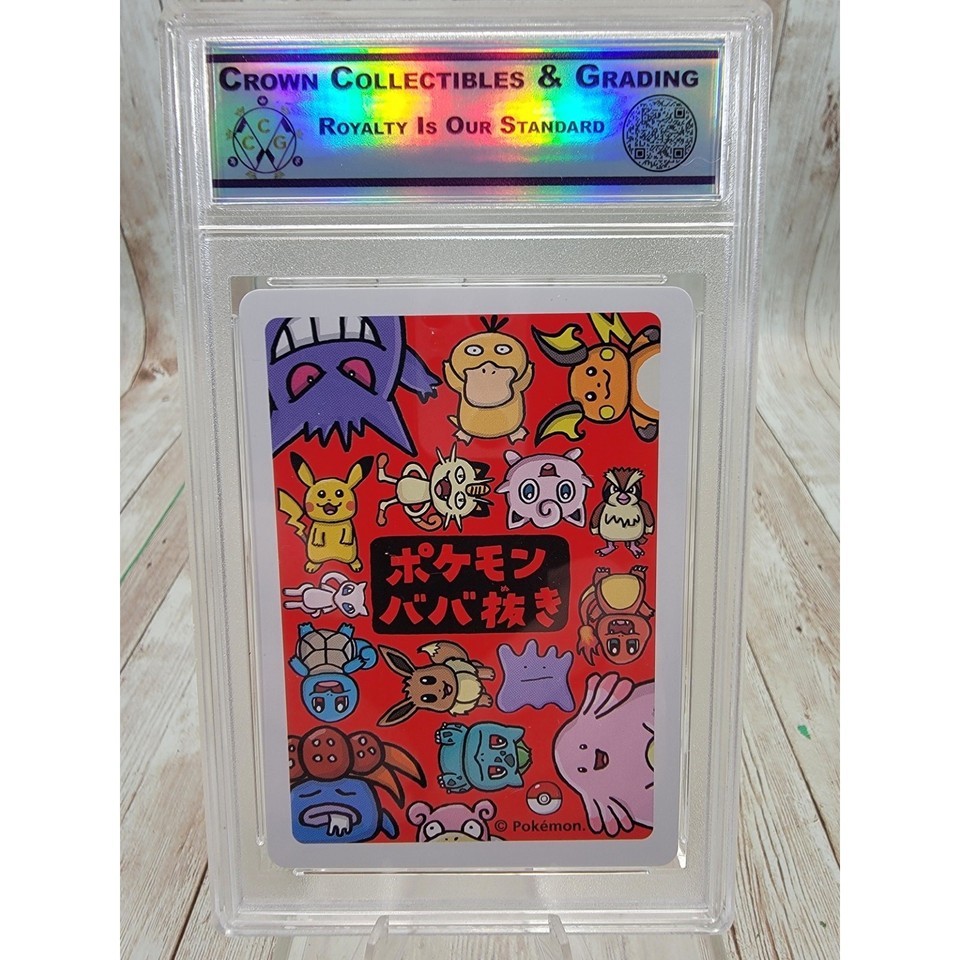 CROWN COLLECTIBLES & GRADING
ROYALTY IS OUR STANDARD
C
C G
ポケモン
ババ抜き
© Pokémon.